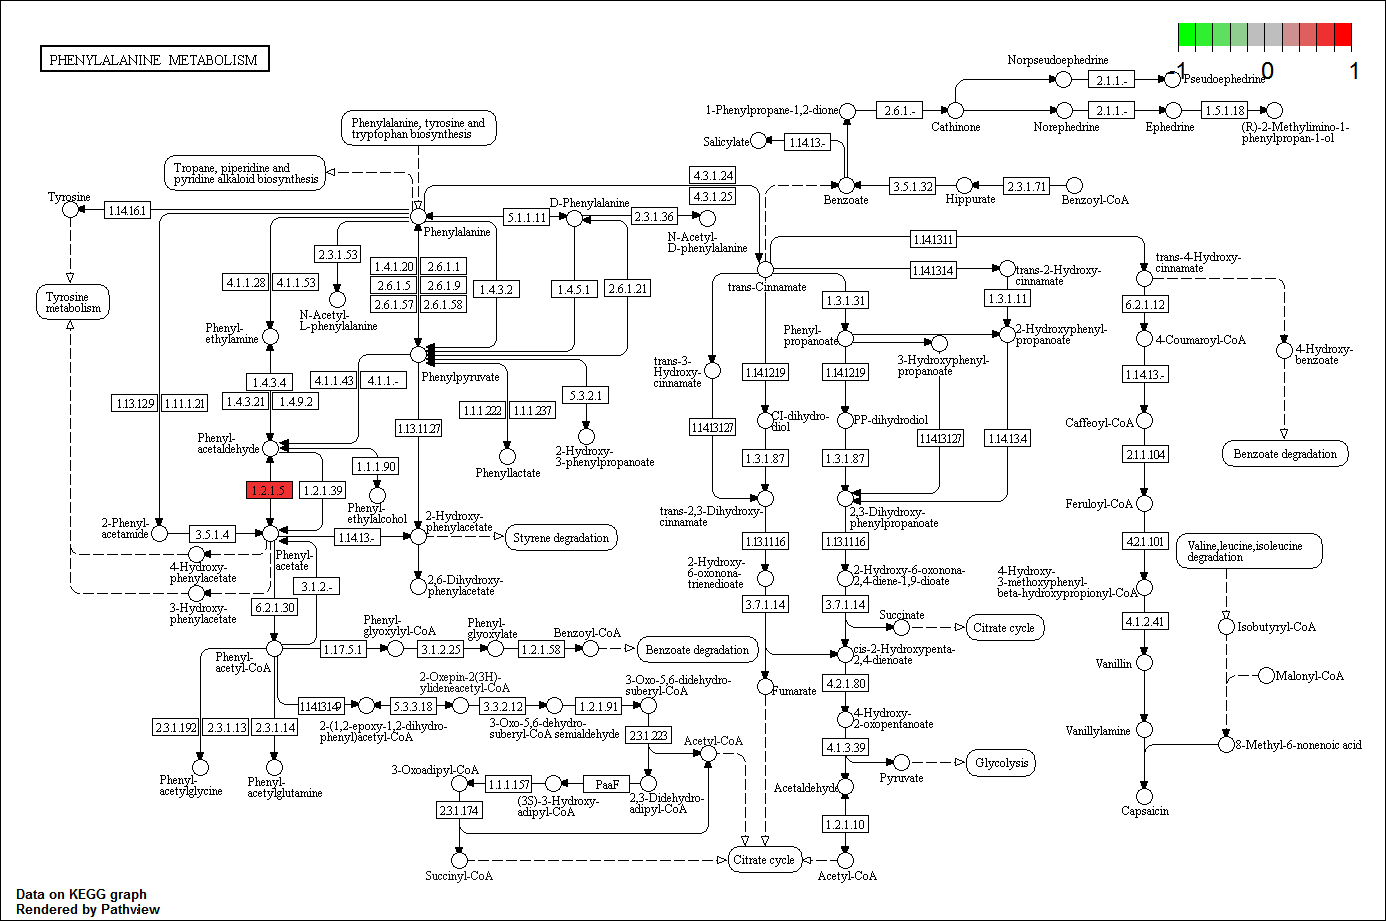 PHENYLALANINE METABOLISM
-1 0 1
Norpseudoephedrine
2.1.1.-
Pseudoephedrine
1-Phenylpropane-1,2-dione
2.6.1.-
Cathinone
2.1.1.-
Norephedrine
Ephedrine
1.5.1.18
(R)-2-Methylimino-1-
phenylpropan-1-ol
Phenylalanine, tyrosine and
tryptophan biosynthesis
Salicylate
1.14.13.-
Tropane, piperidine and
pyridine alkaloid biosynthesis
4.3.1.24
4.3.1.25
Benzoate
3.5.1.32
Hippurate
2.3.1.71
Benzoyl-CoA
Tyrosine
1.14.16.1
Phenylalanine
5.1.1.11
D-Phenylalanine
2.3.1.36
N-Acetyl-
D-phenylalanine
2.3.1.53
N-Acetyl-
L-phenylalanine
4.1.1.28
4.1.1.53
1.4.1.20
2.6.1.1
2.6.1.5
2.6.1.9
2.6.1.57
2.6.1.58
1.4.3.2
1.4.5.1
2.6.1.21
1.14.1311
trans-Cinnamate
1.14.1314
trans-2-Hydroxy-
cinnamate
trans-4-Hydroxy-
cinnamate
Tyrosine
metabolism
1.3.1.31
1.3.1.11
6.2.1.12
Phenyl-
ethylamine
Phenylpyruvate
Phenyl-
propanoate
2-Hydroxyphenyl-
propanoate
3-Hydroxyphenyl-
propanoate
4-Coumaroyl-CoA
4-Hydroxy-
benzoate
trans-3-
Hydroxy-
cinnamate
1.14.1219
1.14.1219
1.14.13.-
1.4.3.4
1.4.3.21
1.4.9.2
4.1.1.43
4.1.1.-
1.13.129
1.11.1.21
5.3.2.1
1.1.1.222
1.1.1.237
1.13.11.27
CI-dihydro-
diol
PP-dihydrodiol
Caffeoyl-CoA
11413127
11413127
1.14.13.4
Phenyl-
acetaldehyde
1.1.1.90
Phenyllactate
2-Hydroxy-
3-phenylpropanoate
1.3.1.87
1.3.1.87
2.1.1.104
Benzoate degradation
1.2.1.5
1.2.1.39
Phenyl-
ethylalcohol
trans-2,3-Dihydroxy-
cinnamate
2,3-Dihydroxy-
phenylpropanoate
Feruloyl-CoA
2-Phenyl-
acetamide
3.5.1.4
Phenyl-
acetate
1.14.13.-
2-Hydroxy-
phenylacetate
Styrene degradation
1.13.1116
1.13.1116
4.2.1.101
Valine,leucine,isoleucine
degradation
4-Hydroxy-
phenylacetate
3-Hydroxy-
phenylacetate
3.1.2.-
2,6-Dihydroxy-
phenylacetate
2-Hydroxy-
6-oxonona-
trienedioate
2-Hydroxy-6-oxonona-
2,4-diene-1,9-dioate
4-Hydroxy-
3-methoxyphenyl-
beta-hydroxypropionyl-CoA
6.2.1.30
3.7.1.14
3.7.1.14
Succinate
Citrate cycle
4.1.2.41
Isobutyryl-CoA
Phenyl-
acetyl-CoA
1.17.5.1
Phenyl-
glyoxylyl-CoA
3.1.2.25
Phenyl-
glyoxylate
1.2.1.58
Benzoyl-CoA
Benzoate degradation
cis-2-Hydroxypenta-
2,4-dienoate
Vanillin
Malonyl-CoA
Fumarate
4.2.1.80
11413149
2-(1,2-epoxy-1,2-dihydro-
phenyl)acetyl-CoA
5.3.3.18
2-Oxepin-2(3H)-
ylideneacetyl-CoA
3.3.2.12
3-Oxo-5,6-dehydro-
suberyl-CoA semialdehyde
1.2.1.91
3-Oxo-5,6-didehydro-
suberyl-CoA
4-Hydroxy-
2-oxopentanoate
Vanillylamine
2.3.1.192
2.3.1.13
2.3.1.14
2.3.1.223
Acetyl-CoA
4.1.3.39
8-Methyl-6-nonenoic acid
Pyruvate
Glycolysis
Phenyl-
acetylglycine
Phenyl-
acetylglutamine
3-Oxoadipyl-CoA
1.1.1.157
(3S)-3-Hydroxy-
adipyl-CoA
PaaF
2,3-Didehydro-
adipyl-CoA
Acetaldehyde
Capsaicin
2.3.1.174
1.2.1.10
Succinyl-CoA
Citrate cycle
Acetyl-CoA
Data on KEGG graph
Rendered by Pathview